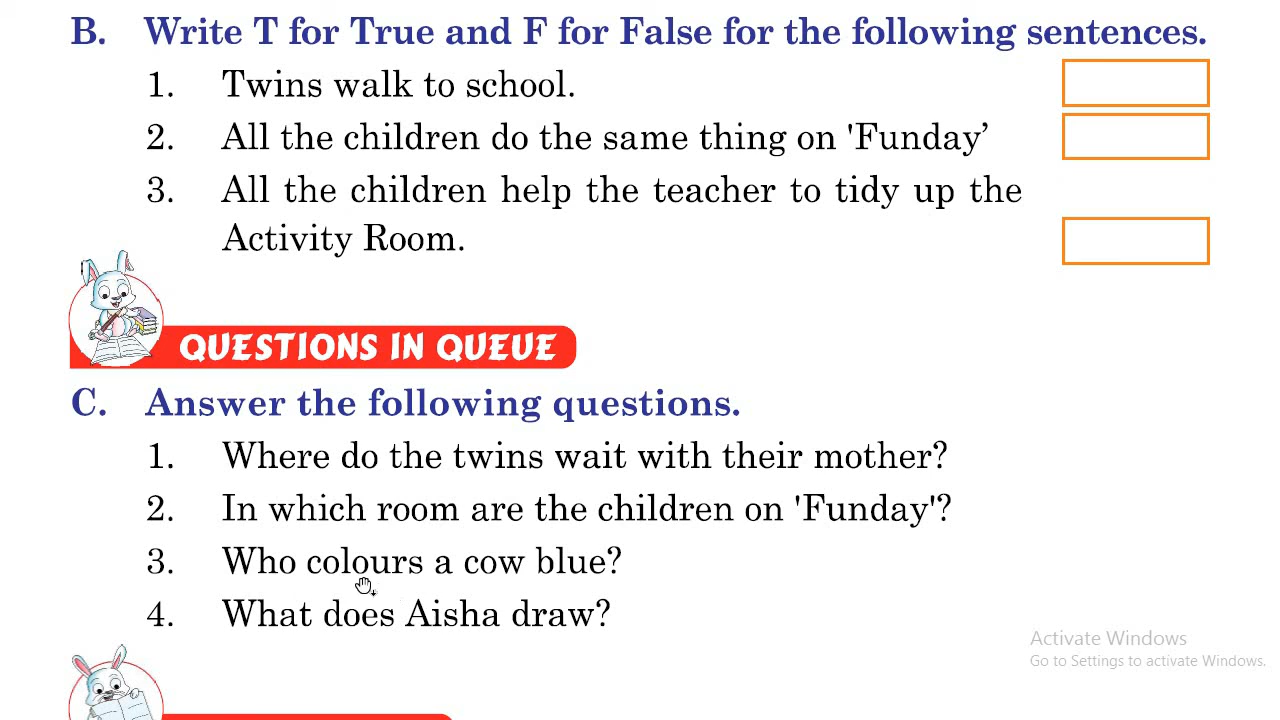 B. Write T for True and F for False for the following sentences.
1. Twins walk to school.
2. All the children do the same thing on 'Funday’
3. All the children help the teacher to tidy up the
Activity Room.
QUESTIONS IN QUEUE
C. Answer the following questions.
1. Where do the twins wait with their mother?
2. In which room are the children on 'Funday'?
3. Who colours a cow blue?
4. What does Aisha draw?
Activate Windows
Go to Settings to activate Windows.